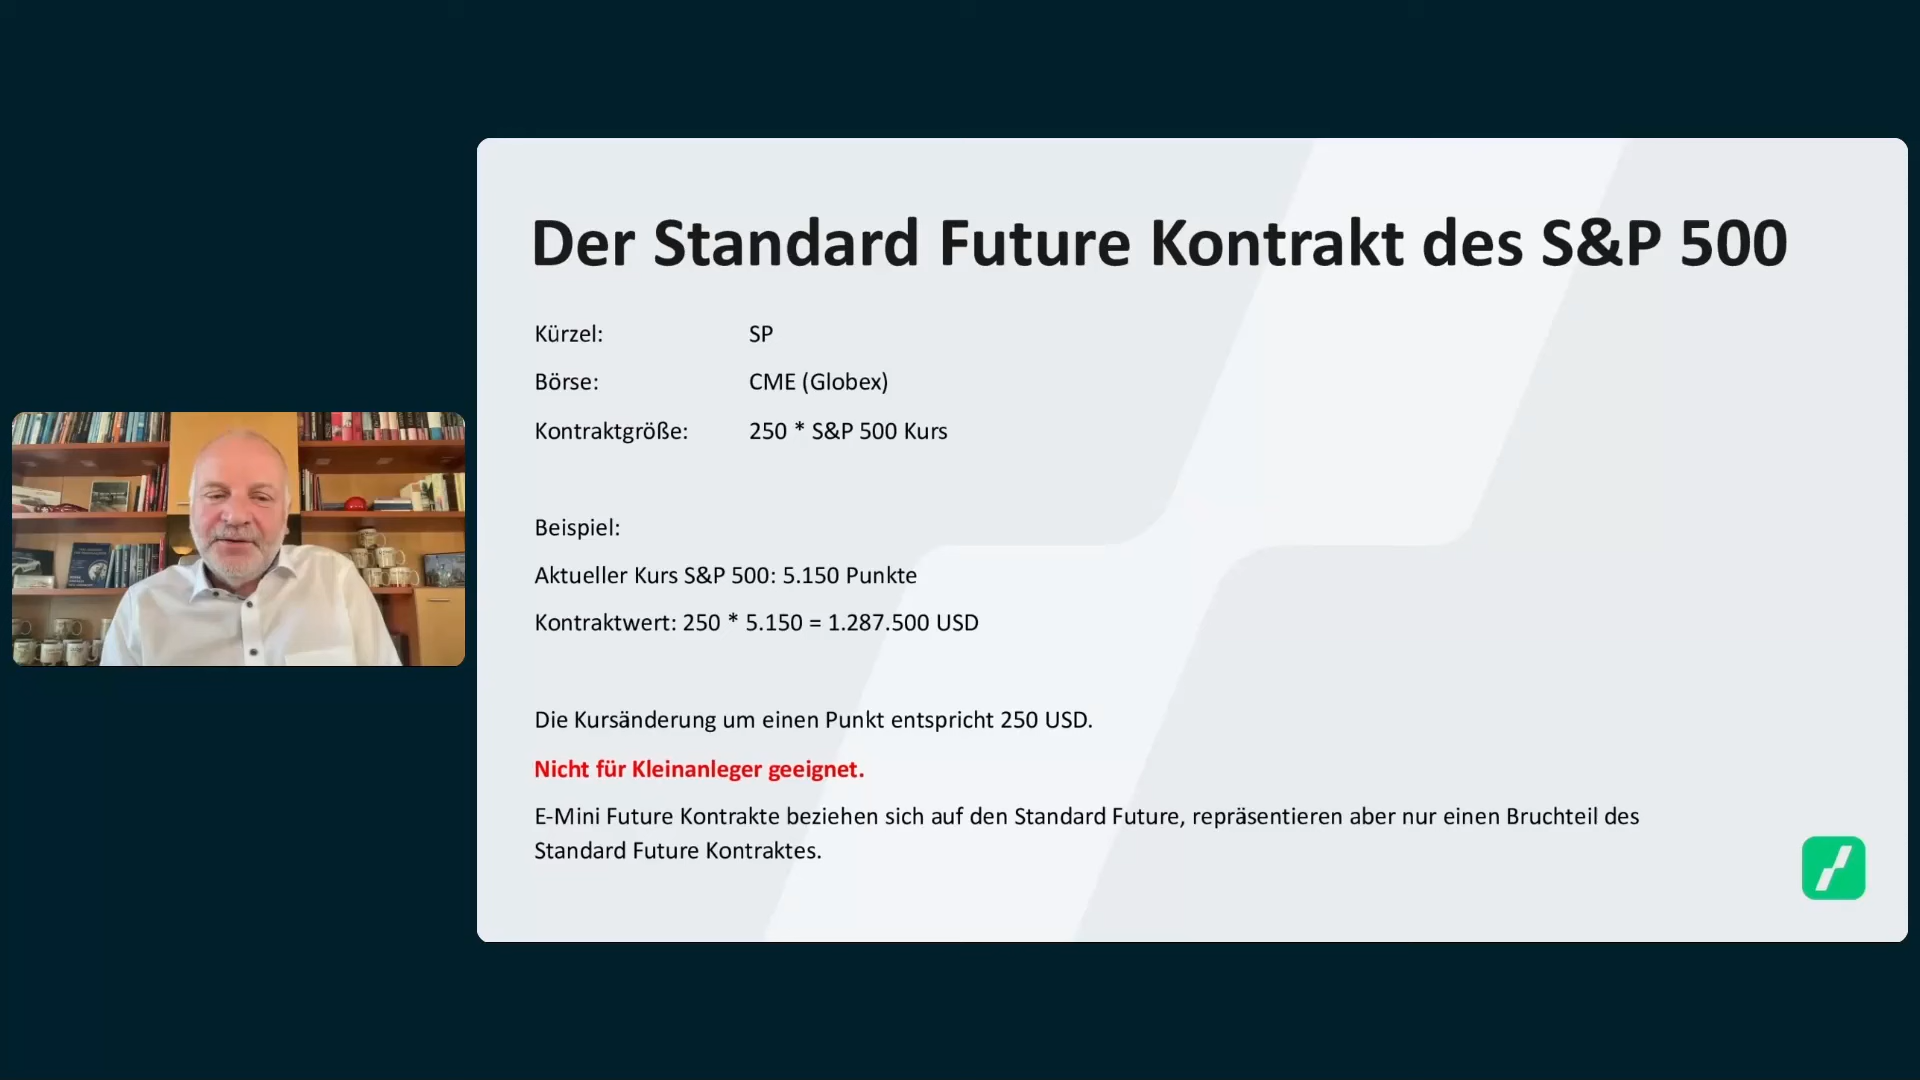 Der Standard Future Kontrakt des S&P 500
Kürzel: SP
Börse: CME (Globex)
Kontraktgröße: 250 * S&P 500 Kurs
Beispiel:
Aktueller Kurs S&P 500: 5.150 Punkte
Kontraktwert: 250 * 5.150 = 1.287.500 USD
Die Kursänderung um einen Punkt entspricht 250 USD.
Nicht für Kleinanleger geeignet.
E-Mini Future Kontrakte beziehen sich auf den Standard Future, repräsentieren aber nur einen Bruchteil des
Standard Future Kontraktes.